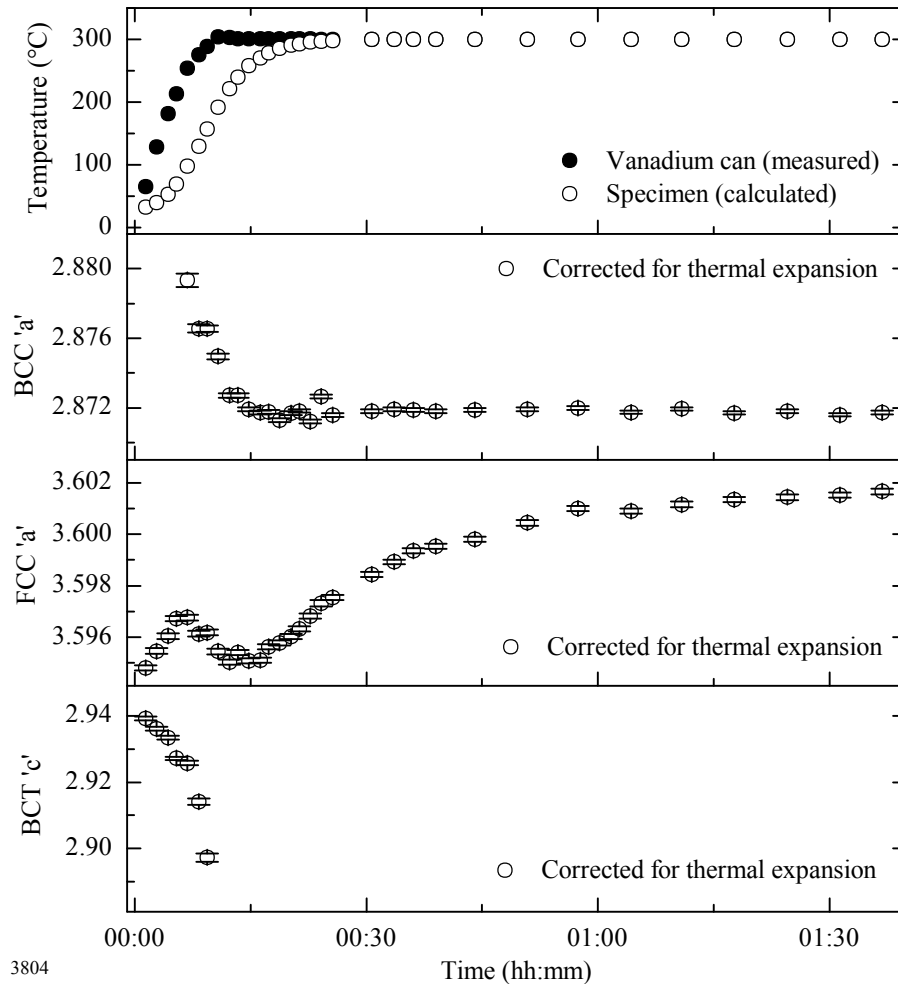 Temperature (°C)
300
200
100
0
Vanadium can (measured)
Specimen (calculated)
BCC 'a'
2.880
2.876
2.872
Corrected for thermal expansion
FCC 'a'
3.602
3.600
3.598
3.596
Corrected for thermal expansion
BCT 'c'
2.94
2.92
2.90
Corrected for thermal expansion
00:00 00:30 01:00 01:30
Time (hh:mm)
3804